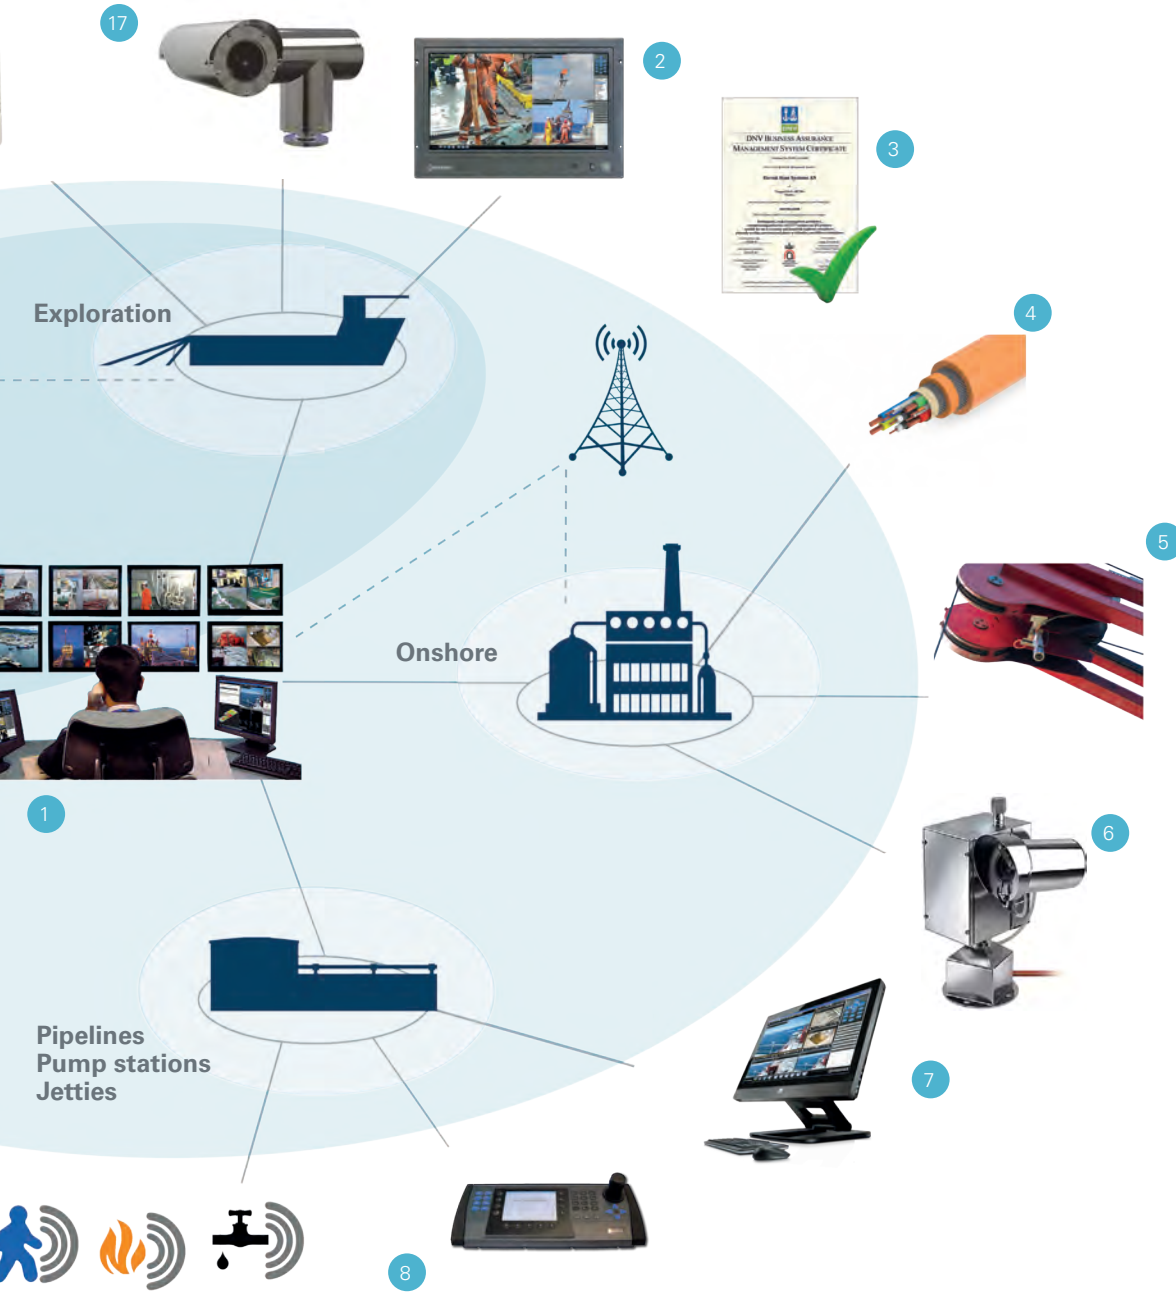 17
2
DNV BUSINESS ASSURANCE
MANAGEMENT SYSTEM CERTIFICATE
3
4
Exploration
5
Onshore
1
6
Pipelines
Pump stations
Jetties
7
8